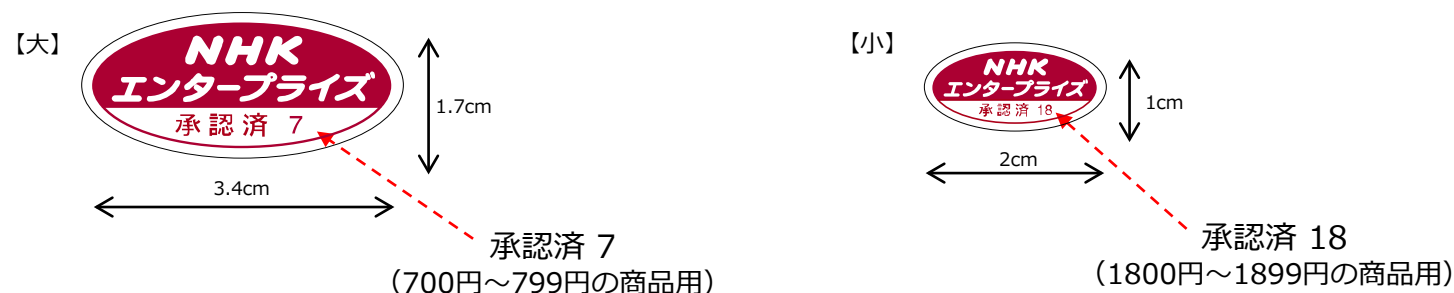 【大】
NHK
エンタープライズ
承認済 7
1.7cm
3.4cm
承認済 7
（700円～799円の商品用）
【小】
NHK
エンタープライズ
承認済 18
1cm
2cm
承認済 18
（1800円～1899円の商品用）